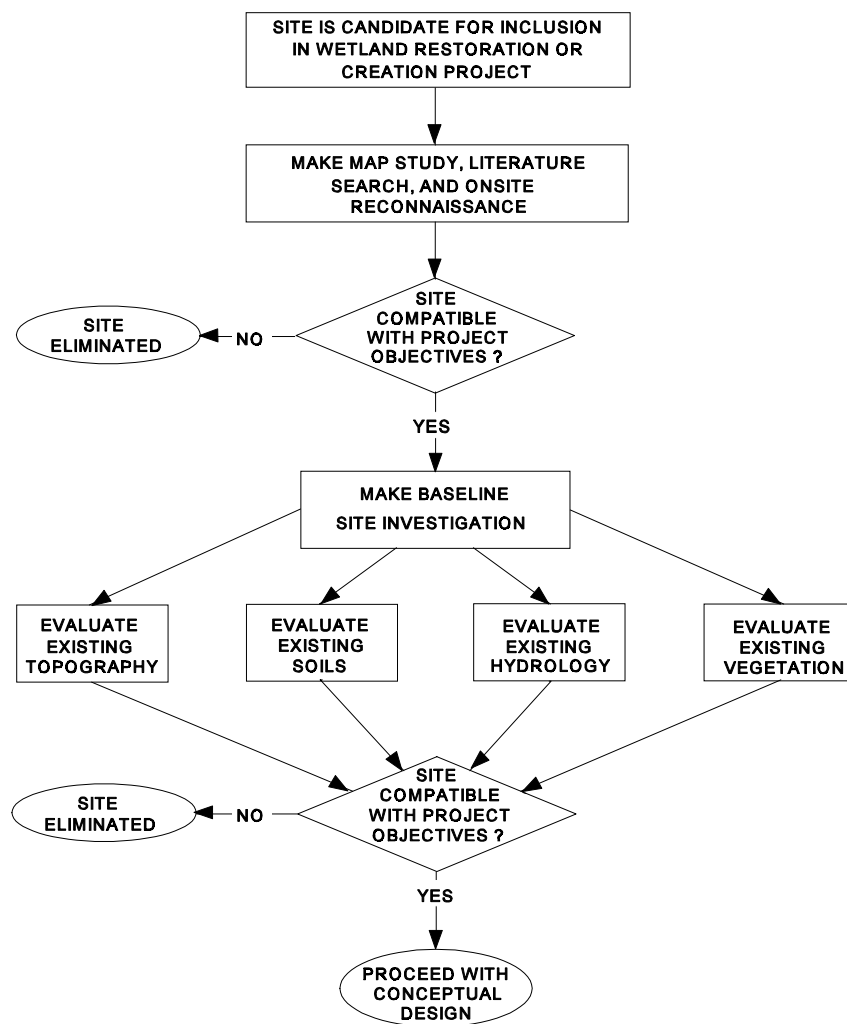 SITE IS CANDIDATE FOR INCLUSION
IN WETLAND RESTORATION OR
CREATION PROJECT
MAKE MAP STUDY, LITERATURE
SEARCH, AND ONSITE
RECONNAISSANCE
SITE
COMPATIBLE
WITH PROJECT
OBJECTIVES ?
NO
SITE
ELIMINATED
YES
MAKE BASELINE
SITE INVESTIGATION
EVALUATE
EXISTING
TOPOGRAPHY
EVALUATE
EXISTING
SOILS
EVALUATE
EXISTING
HYDROLOGY
EVALUATE
EXISTING
VEGETATION
SITE
COMPATIBLE
WITH PROJECT
OBJECTIVES ?
NO
SITE
ELIMINATED
YES
PROCEED WITH
CONCEPTUAL
DESIGN